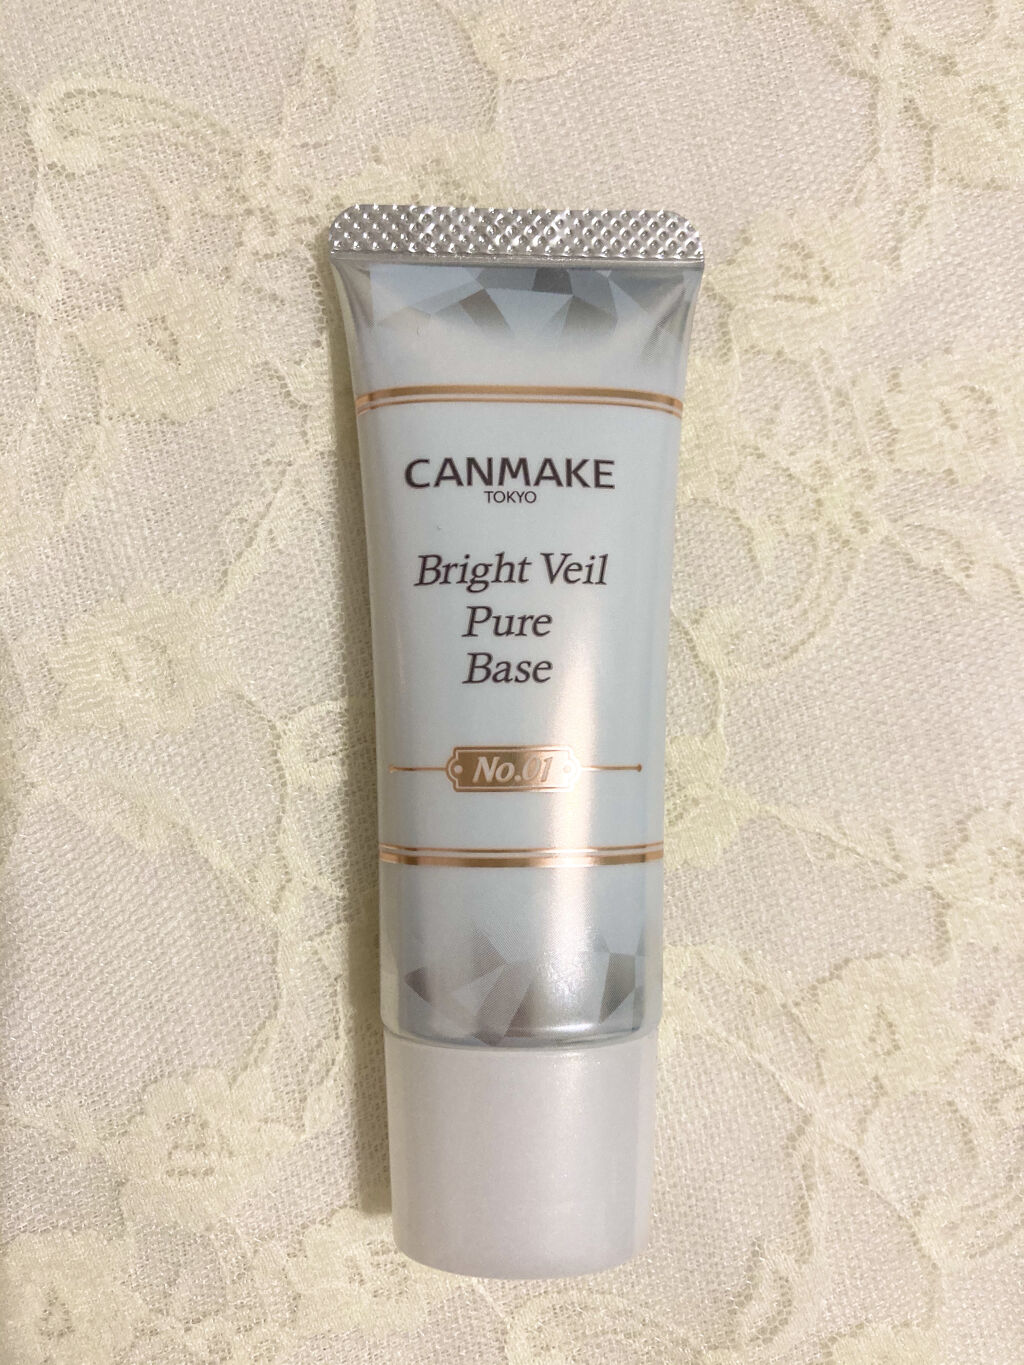 CANMAKE
TOKYO
Bright Veil
Pure
Base
No.01